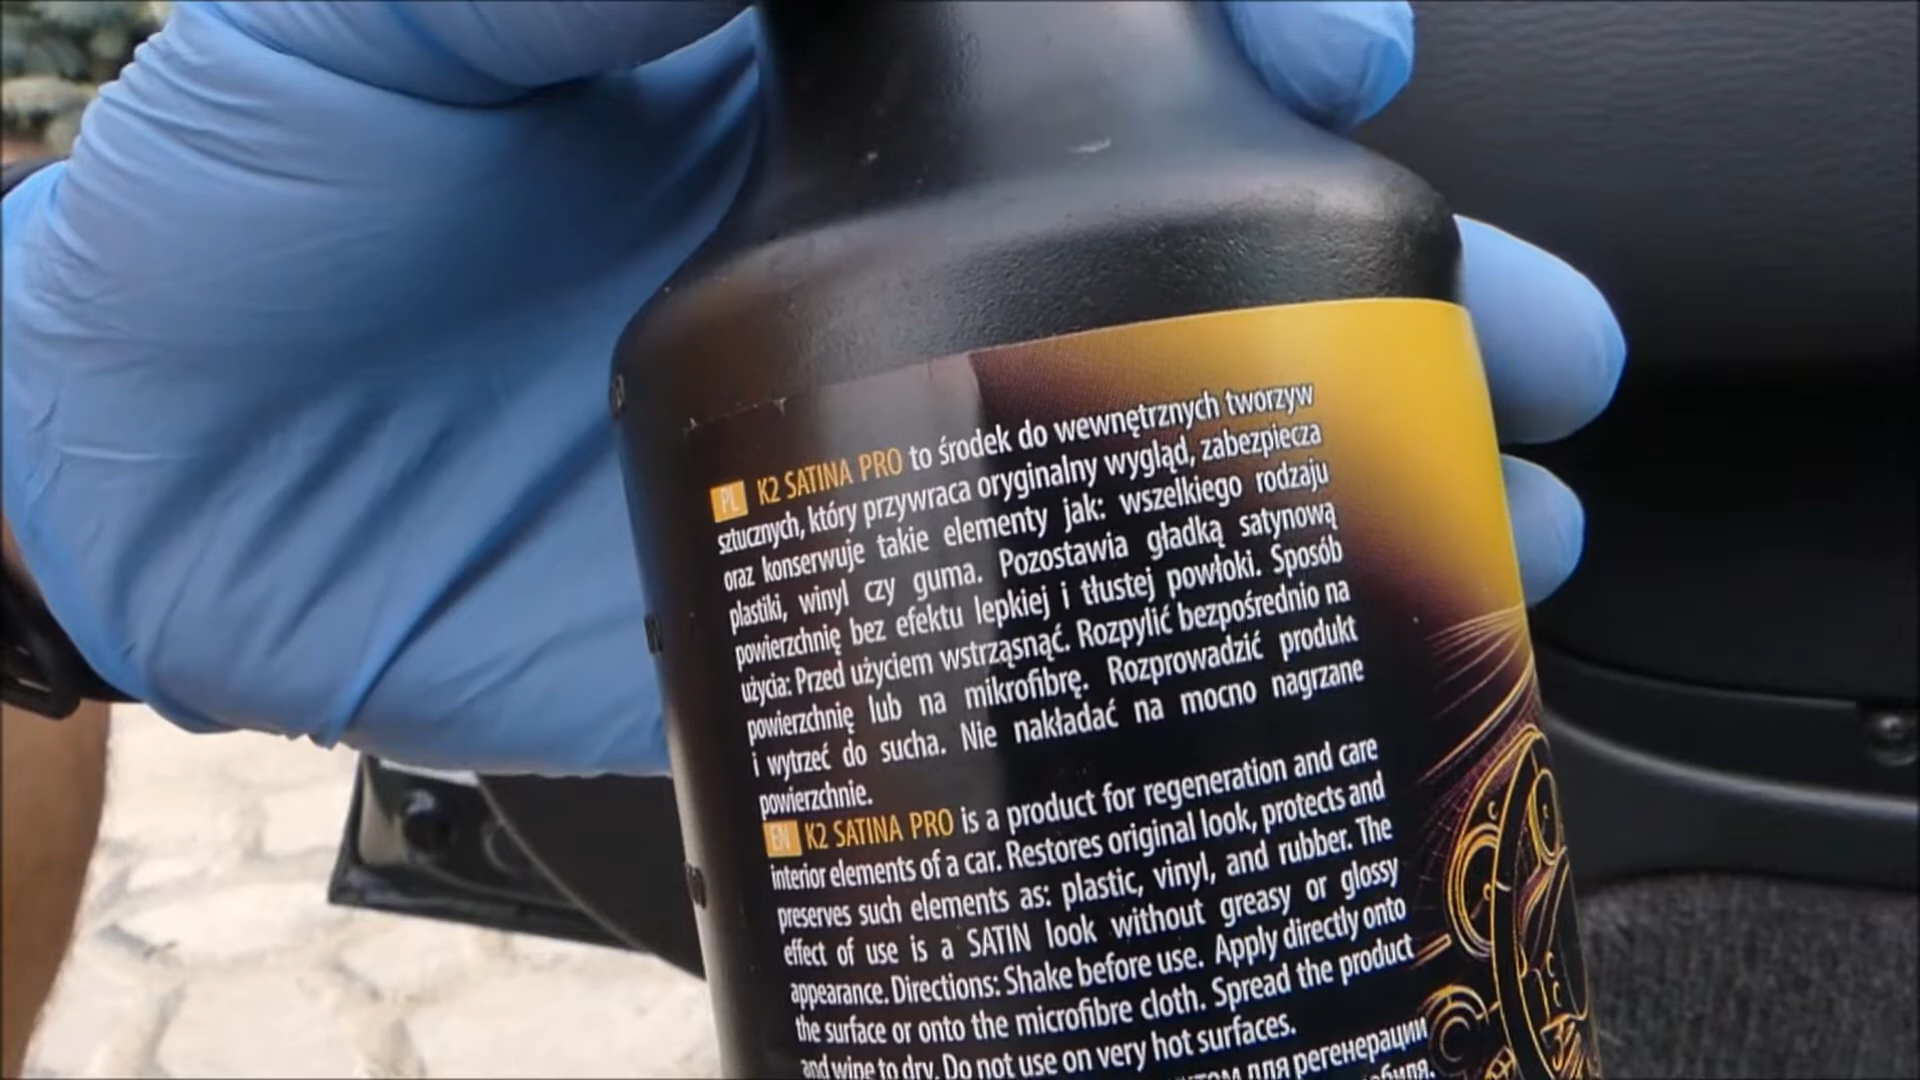 PL K2 SATINA PRO to środek do wewnętrznych tworzyw
sztucznych, który przywraca oryginalny wygląd, zabezpiecza
oraz konserwuje takie elementy jak: wszelkiego rodzaju
plastiki, winyl czy guma. Pozostawia gładką satynową
powierzchnię bez efektu lepkiej i tłustej powłoki. Sposób
użycia: Przed użyciem wstrząsnąć. Rozpylić bezpośrednio na
powierzchnię lub na mikrofibrę. Rozprowadzić produkt
i wytrzeć do sucha. Nie nakładać na mocno nagrzane
powierzchnie.
EN K2 SATINA PRO is a product for regeneration and care
interior elements of a car. Restores original look, protects and
preserves such elements as: plastic, vinyl, and rubber. The
effect of use is a SATIN look without greasy or glossy
appearance. Directions: Shake before use. Apply directly onto
the surface or onto the microfibre cloth. Spread the product
and wipe to dry. Do not use on very hot surfaces.
для регенерации